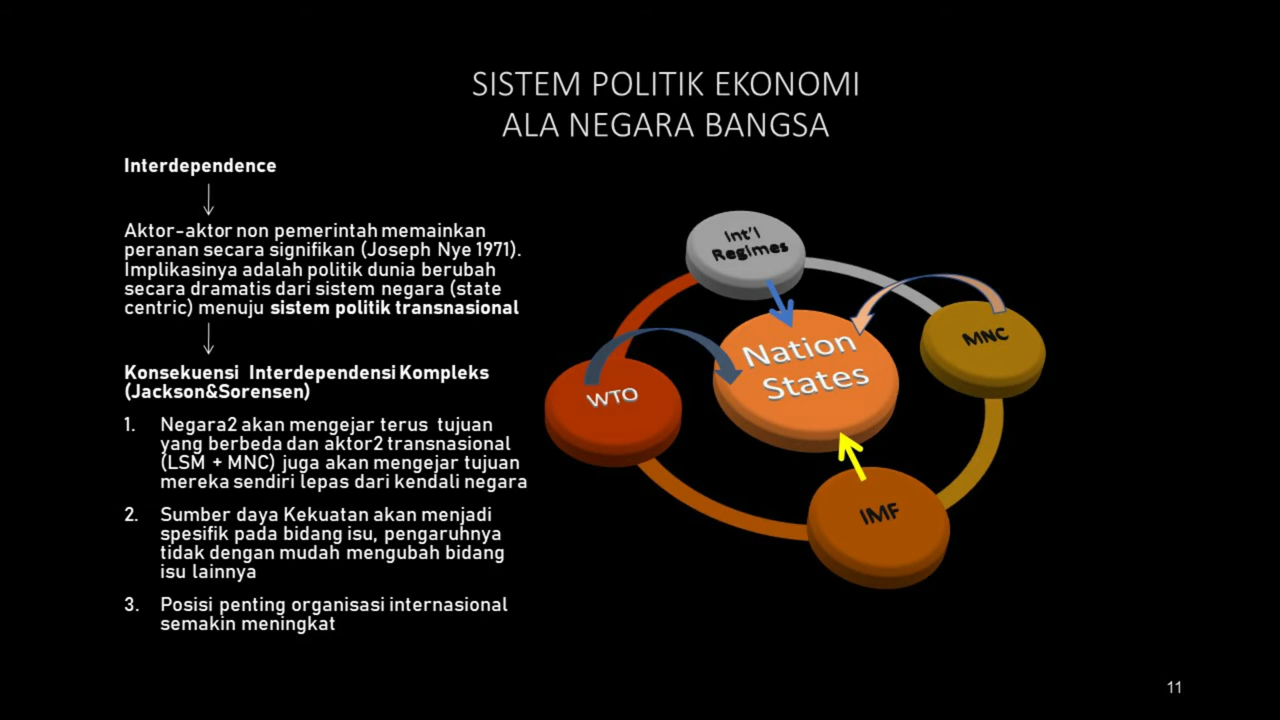 SISTEM POLITIK EKONOMI
ALA NEGARA BANGSA
Interdependence
Aktor-aktor non pemerintah memainkan
peranan secara signifikan (Joseph Nye 1971).
Implikasinya adalah politik dunia berubah
secara dramatis dari sistem negara (state
centric) menuju sistem politik transnasional
Konsekuensi Interdependensi Kompleks
(Jackson&Sorensen)
1. Negara2 akan mengejar terus tujuan
yang berbeda dan aktor2 transnasional
(LSM + MNC) juga akan mengejar tujuan
mereka sendiri lepas dari kendali negara
2. Sumber daya Kekuatan akan menjadi
spesifik pada bidang isu, pengaruhnya
tidak dengan mudah mengubah bidang
isu lainnya
3. Posisi penting organisasi internasional
semakin meningkat
Int'l
Regimes
Nation
States
MNC
WTO
IMF
11